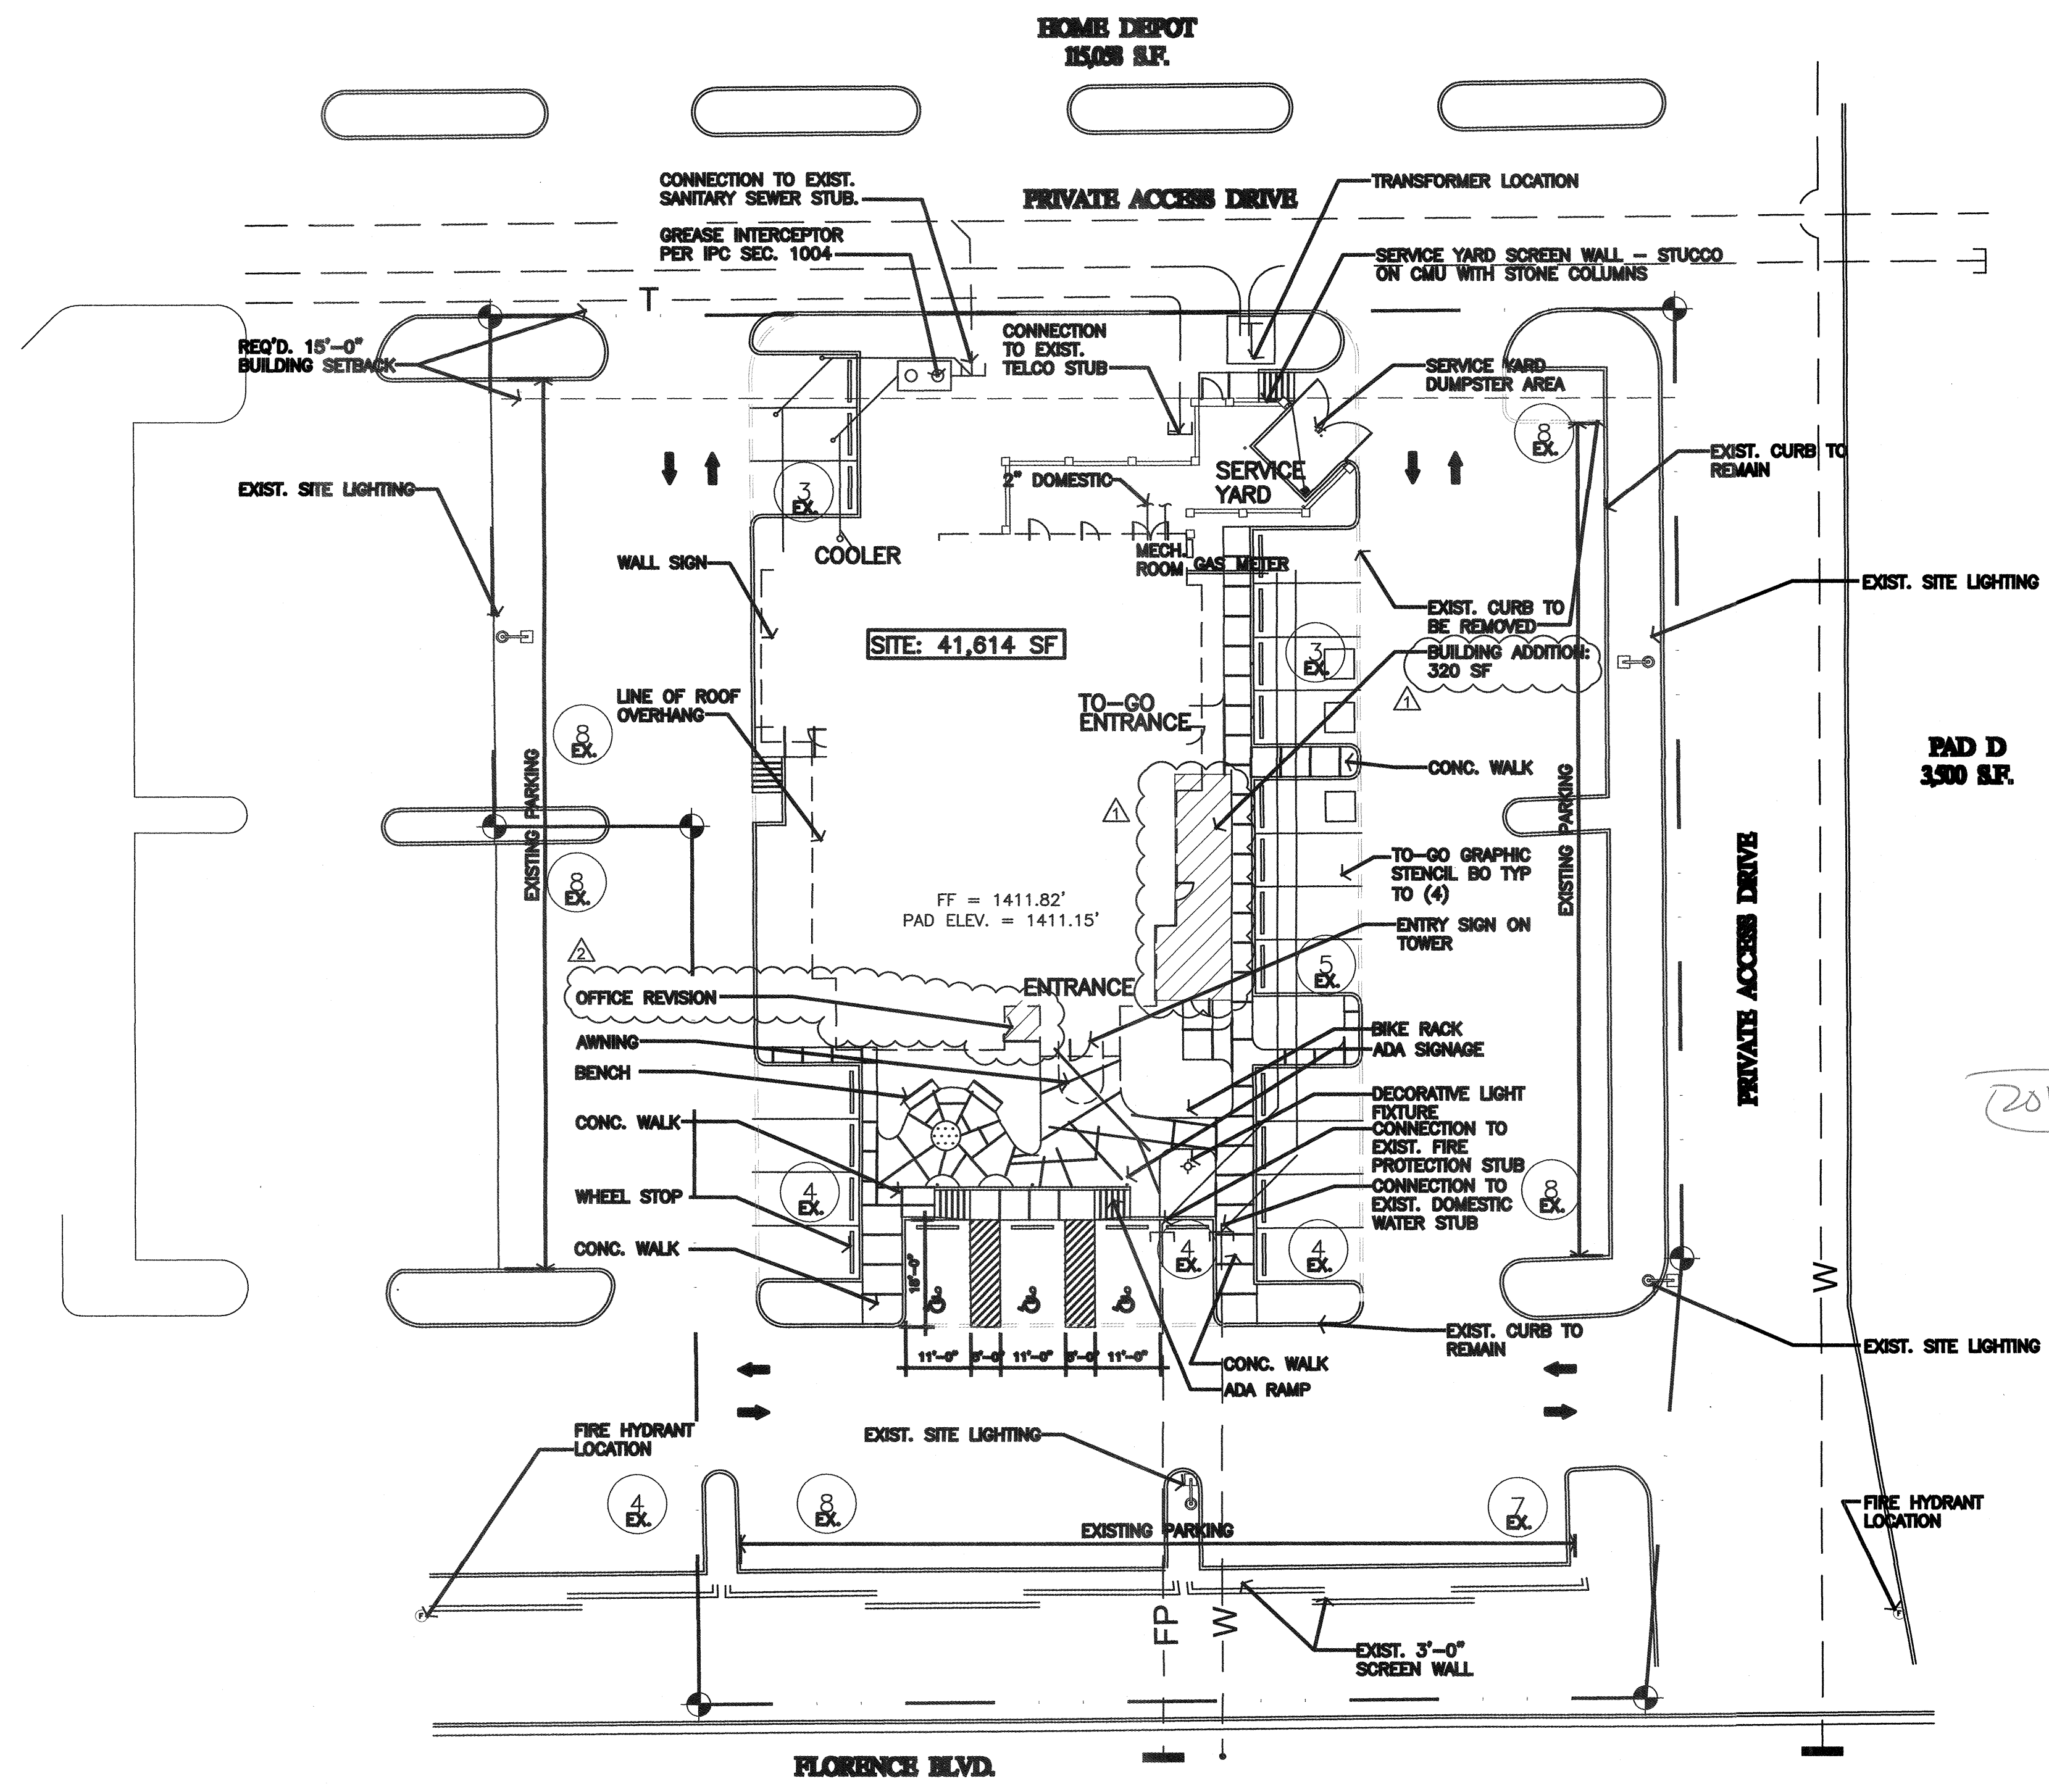 HOME DEPOT
115,058 S.F.
CONNECTION TO EXIST.
SANITARY SEWER STUB.
PRIVATE ACCESS DRIVE
TRANSFORMER LOCATION
GREASE INTERCEPTOR
PER IPC SEC. 1004
SERVICE YARD SCREEN WALL – STUCCO
ON CMU WITH STONE COLUMNS
T
REQ'D. 15'-0"
BUILDING SETBACK
CONNECTION
TO EXIST.
TELCO STUB
SERVICE YARD
DUMPSTER AREA
8
EX.
EXIST. CURB TO
REMAIN
EXIST. SITE LIGHTING
3
EX.
2" DOMESTIC
SERVICE
YARD
COOLER
MECH.
ROOM
GAS METER
WALL SIGN
EXIST. SITE LIGHTING
EXIST. CURB TO
BE REMOVED
SITE: 41,614 SF
3
EX.
BUILDING ADDITION:
320 SF
1
LINE OF ROOF
OVERHANG
TO-GO
ENTRANCE
8
EX.
PAD D
3,500 S.F.
CONC. WALK
EXISTING PARKING
1
EXISTING PARKING
PRIVATE ACCESS DRIVE
8
EX.
TO-GO GRAPHIC
STENCIL BO TYP
TO (4)
FF = 1411.82'
PAD ELEV. = 1411.15'
ENTRY SIGN ON
TOWER
2
5
EX.
OFFICE REVISION
ENTRANCE
BIKE RACK
AWNING
ADA SIGNAGE
BENCH
DECORATIVE LIGHT
FIXTURE
CONC. WALK
CONNECTION TO
EXIST. FIRE
PROTECTION STUB
4
EX.
8
EX.
WHEEL STOP
CONNECTION TO
EXIST. DOMESTIC
WATER STUB
CONC. WALK
4
EX.
4
EX.
18'-0"
W
EXIST. CURB TO
REMAIN
EXIST. SITE LIGHTING
11'-0" 5'-0" 11'-0" 5'-0" 11'-0"
CONC. WALK
ADA RAMP
FIRE HYDRANT
LOCATION
EXIST. SITE LIGHTING
4
EX.
8
EX.
7
EX.
FIRE HYDRANT
LOCATION
EXISTING PARKING
F
F
FP
W
EXIST. 3'-0"
SCREEN WALL
FLORENCE BLVD.